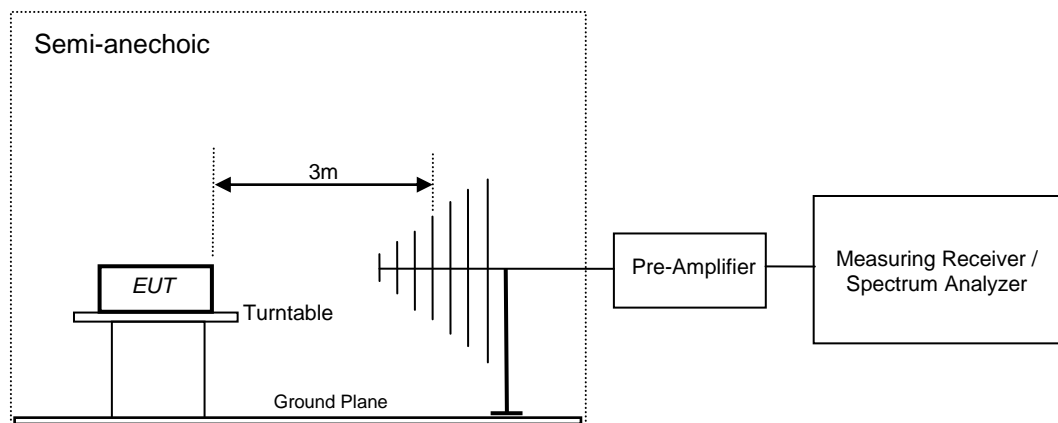 Semi-anechoic
3m
EUT
Turntable
Ground Plane
Pre-Amplifier
Measuring Receiver /
Spectrum Analyzer